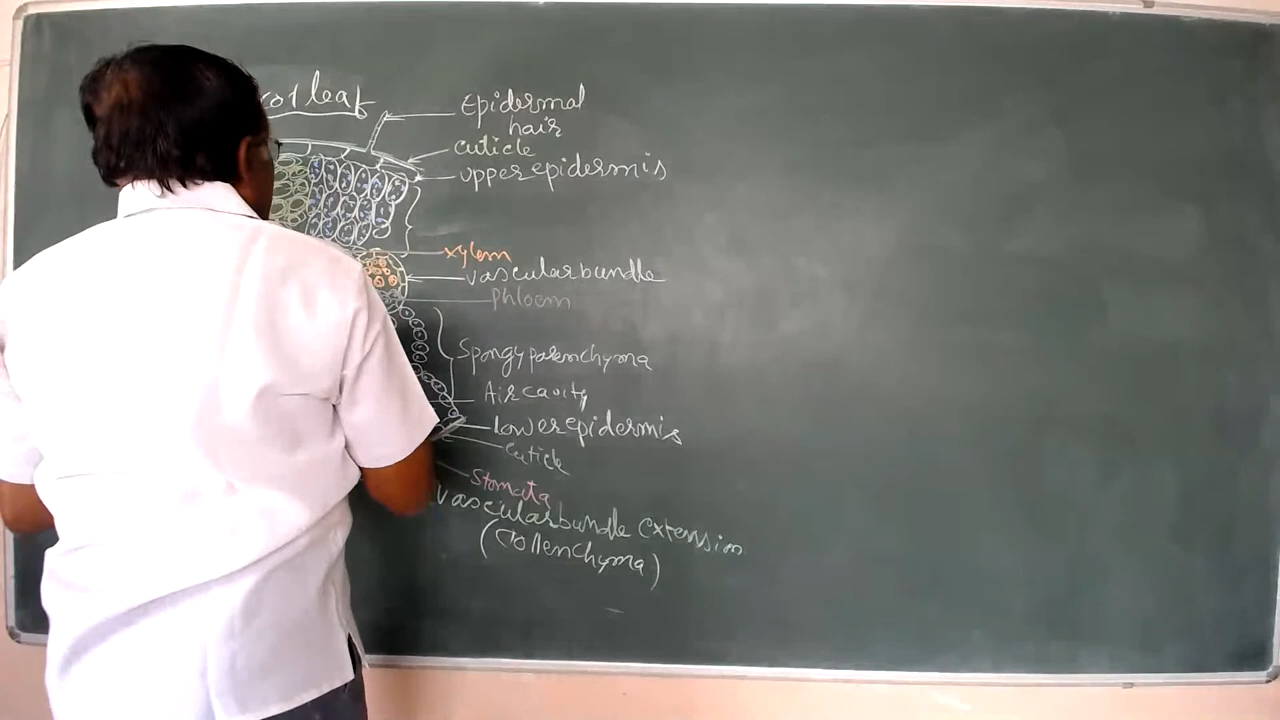 cot leaf
Epidermal
hair
cuticle
upper epidermis
xylem
vascular bundle
Phloem
Spongy parenchyma
Air cavity
Lower epidermis
Cuticle
Stomata
Vascular bundle extension
(Collenchyma)